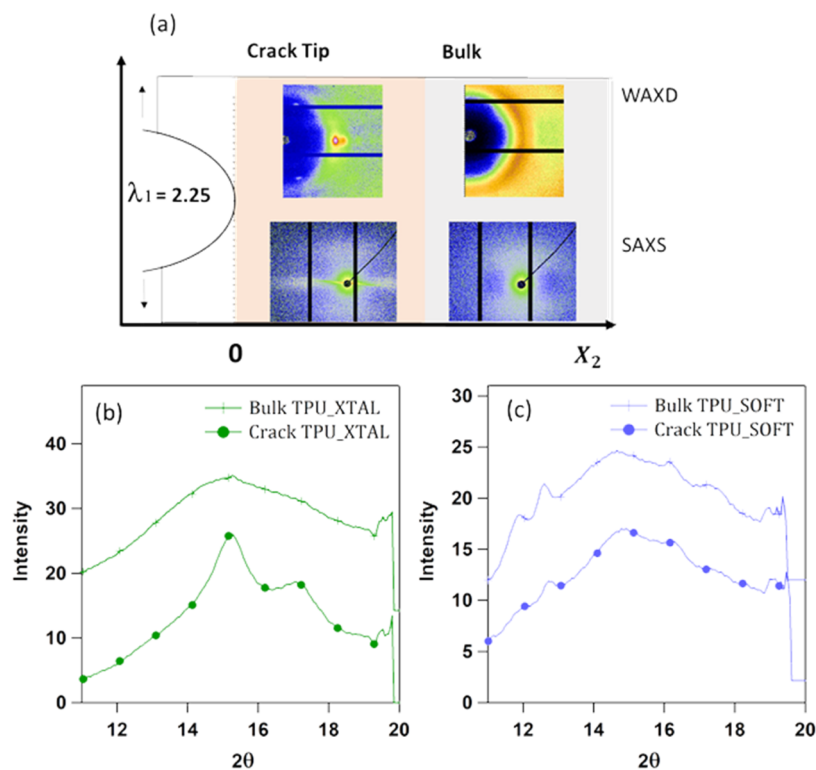 (a)
Crack Tip Bulk
WAXD
λ₁ = 2.25
SAXS
0 X₂
(b)
Bulk TPU_XTAL
Crack TPU_XTAL
Intensity
40
30
20
10
0
12 14 16 18 20
2θ
(c)
Bulk TPU_SOFT
Crack TPU_SOFT
Intensity
30
25
20
15
10
5
0
12 14 16 18 20
2θ